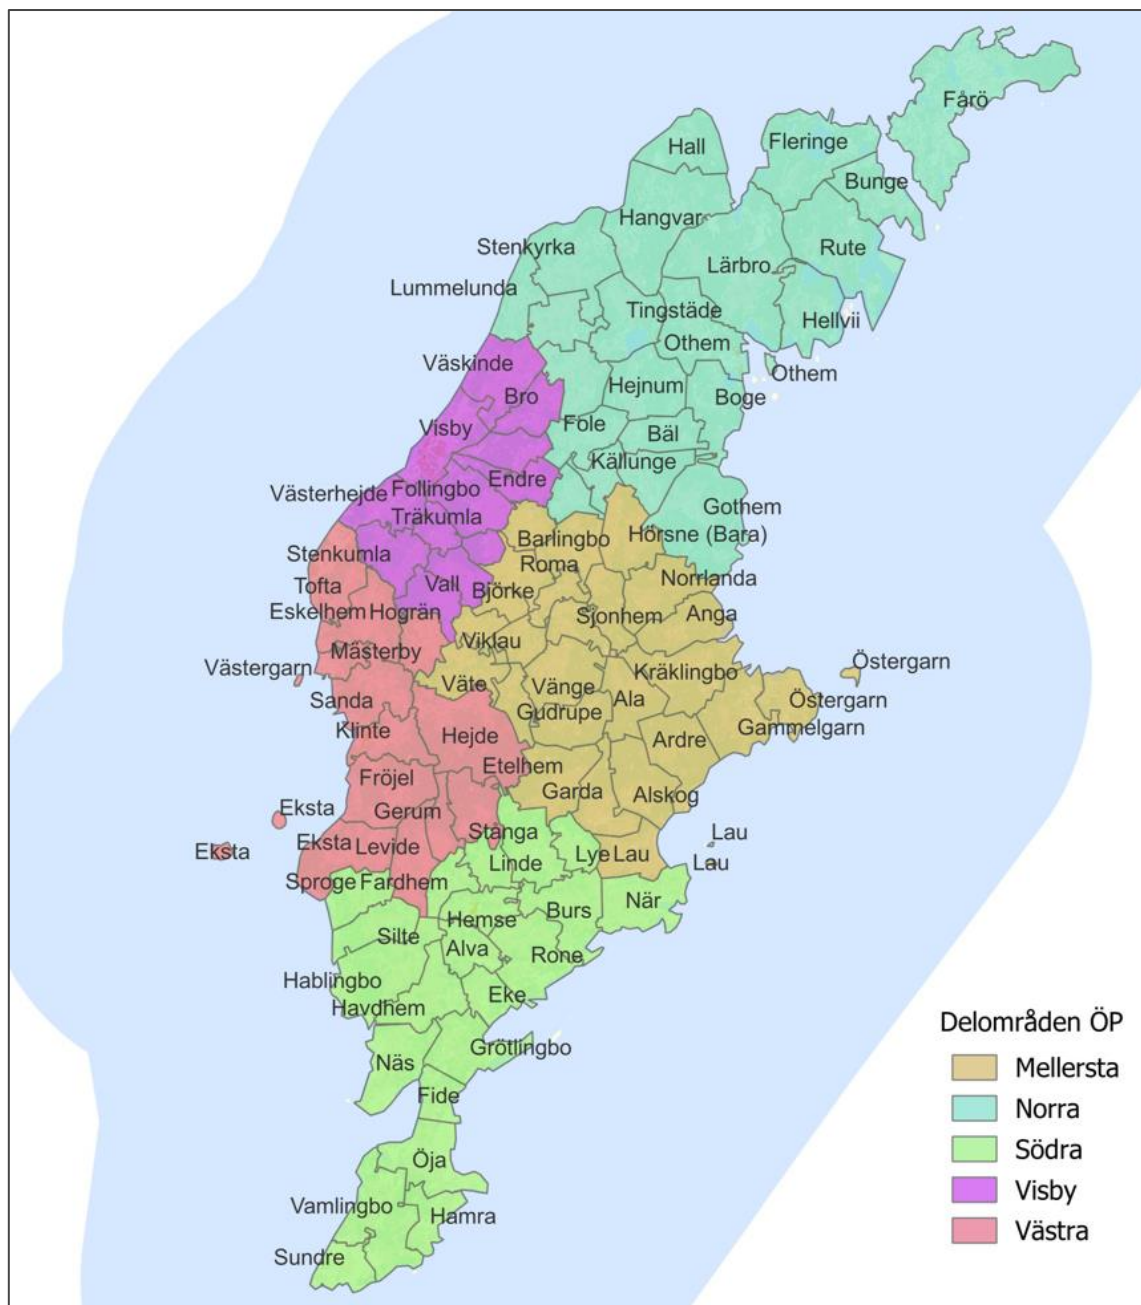 Fårö
Hall
Fleringe
Bunge
Hangvar
Stenkyrka
Rute
Lärbro
Lummelunda
Tingstäde
Hellvii
Othem
Väskinde
Othem
Bro
Hejnum
Boge
Visby
Fole
Bäl
Källunge
Endre
Västerhejde
Follingbo
Gothem
Träkumla
Hörsne (Bara)
Barlingbo
Stenkumla
Roma
Norrlanda
Tofta
Vall
Björke
Eskelhem
Hogrän
Sjonhem
Anga
Viklau
Mästerby
Östergarn
Västergarn
Kräklingbo
Väte
Vänge
Ala
Östergarn
Sanda
Gudrupe
Gammelgarn
Klinte
Hejde
Ardre
Etelhem
Fröjel
Garda
Alskog
Eksta
Gerum
Stånga
Lau
Eksta
Levide
Eksta
Linde
Lye
Lau
Lau
Sproge
Fardhem
När
Burs
Hemse
Silte
Alva
Rone
Hablingbo
Eke
Havdhem
Grötlingbo
Näs
Fide
Öja
Vamlingbo
Hamra
Sundre
Delområden ÖP
Mellersta
Norra
Södra
Visby
Västra